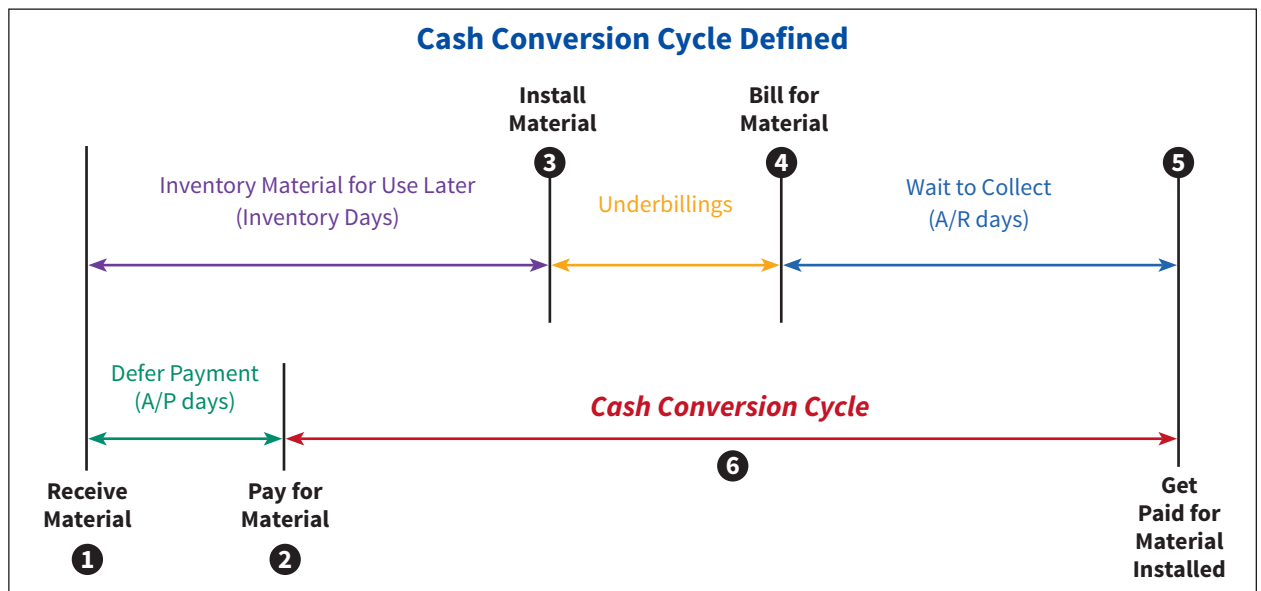 Cash Conversion Cycle Defined
Install
Material
3
Bill for
Material
4
5
Inventory Material for Use Later
(Inventory Days)
Underbillings
Wait to Collect
(A/R days)
Defer Payment
(A/P days)
Cash Conversion Cycle
6
Receive
Material
1
Pay for
Material
2
Get
Paid for
Material
Installed